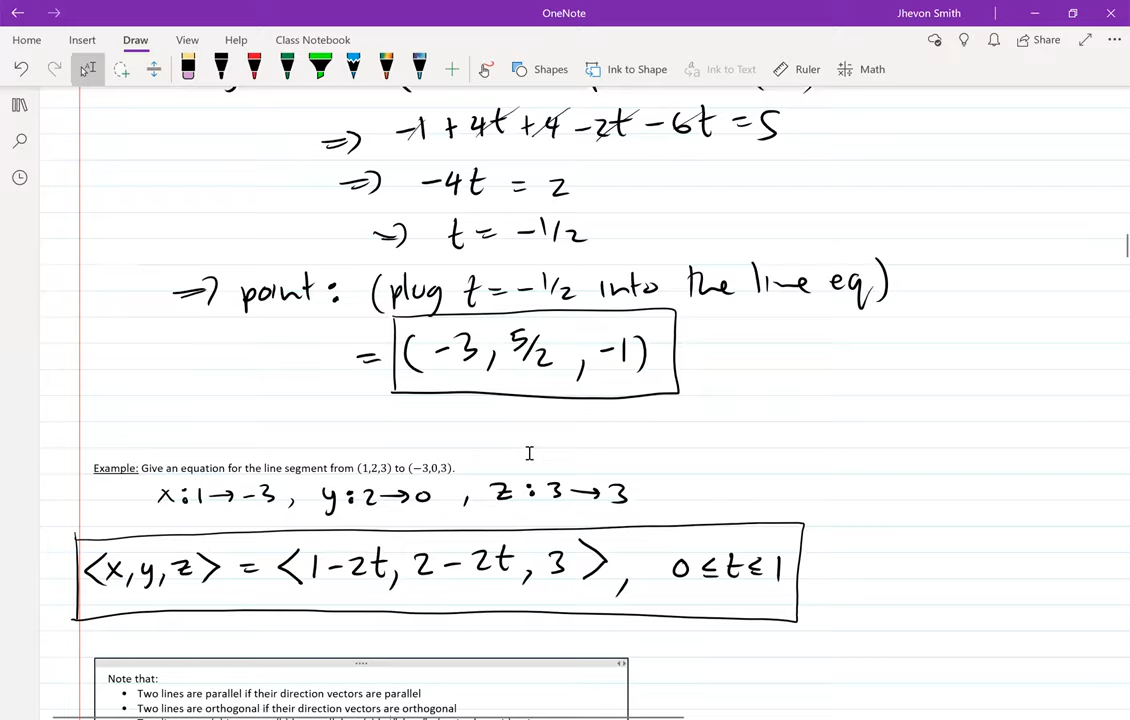 OneNote
Jhevon Smith
Home Insert Draw View Help Class Notebook Share
Shapes Ink to Shape Ink to Text Ruler Math
=> -1 + 4t + 4 - 2t - 6t = 5
=> -4t = 2
=> t = -1/2
=> point: (plug t = -1/2 into the line eq)
= (-3, 5/2, -1)
Example: Give an equation for the line segment from (1,2,3) to (−3,0,3).
x: 1 → -3, y: 2 → 0, z: 3 → 3
<x, y, z> = <1 - 2t, 2 - 2t, 3>, 0 ≤ t ≤ 1
Note that:
• Two lines are parallel if their direction vectors are parallel
• Two lines are orthogonal if their direction vectors are orthogonal